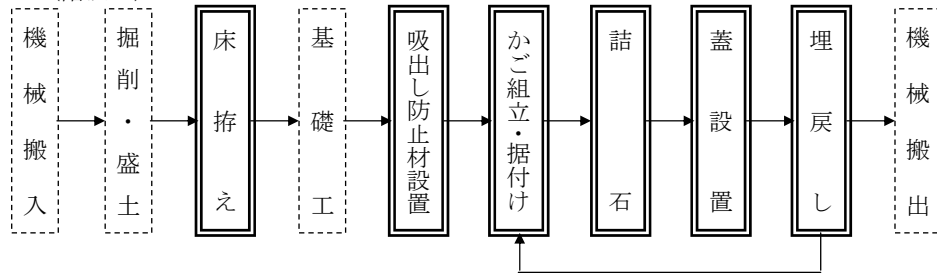 機械搬入
掘削・盛土
床拵え
基礎工
吸出し防止材設置
かご組立・据付け
詰石
蓋設置
埋戻し
機械搬出